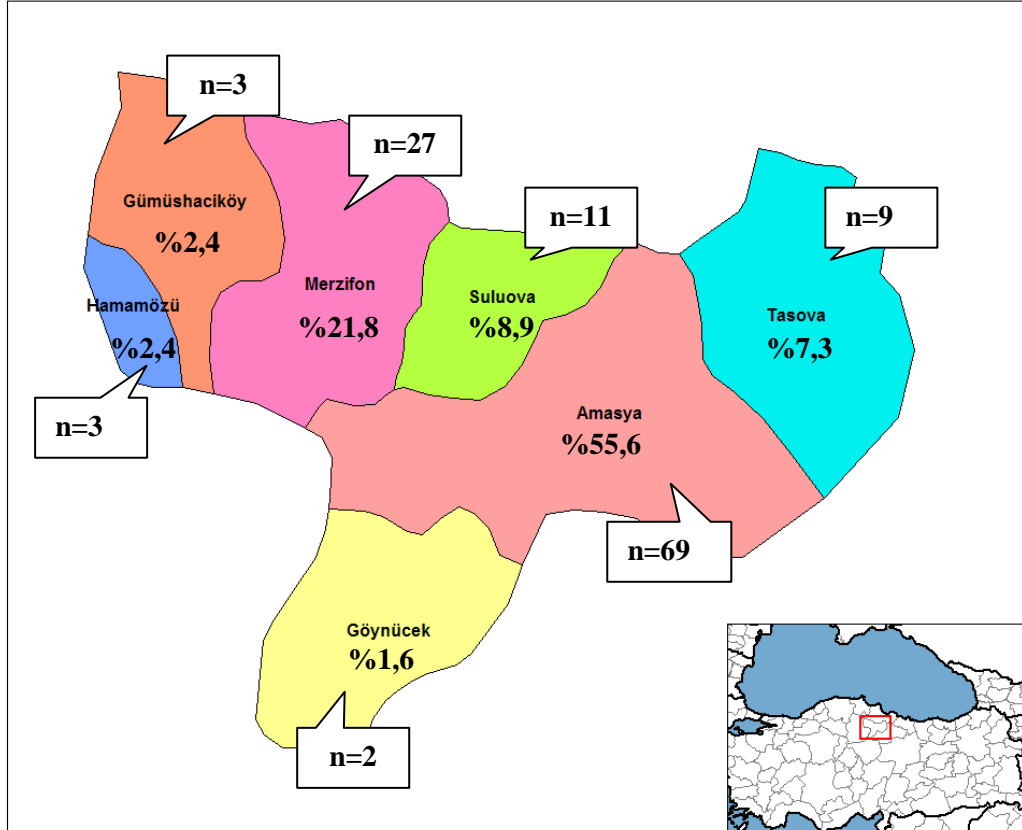 n=3
n=27
n=11
n=9
Gümüshaciköy
%2,4
Merzifon
%21,8
Suluova
%8,9
Tasova
%7,3
Hamamözü
%2,4
n=3
Amasya
%55,6
n=69
Göynücek
%1,6
n=2